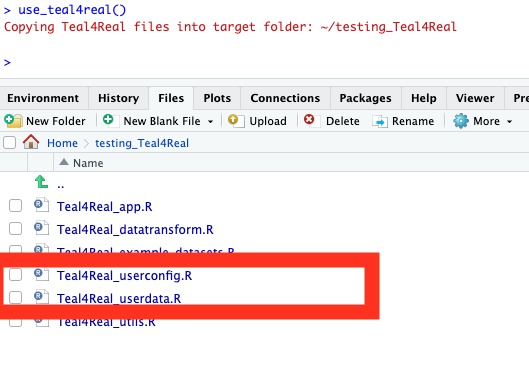 > use_teal4real()
Copying Teal4Real files into target folder: ~/testing_Teal4Real
>
Environment History Files Plots Connections Packages Help Viewer Pre
New Folder New Blank File Upload Delete Rename More
Home > testing_Teal4Real
Name
..
Teal4Real_app.R
Teal4Real_datatransform.R
Teal4Real_example_datasets.R
Teal4Real_userconfig.R
Teal4Real_userdata.R
Teal4Real_utils.R